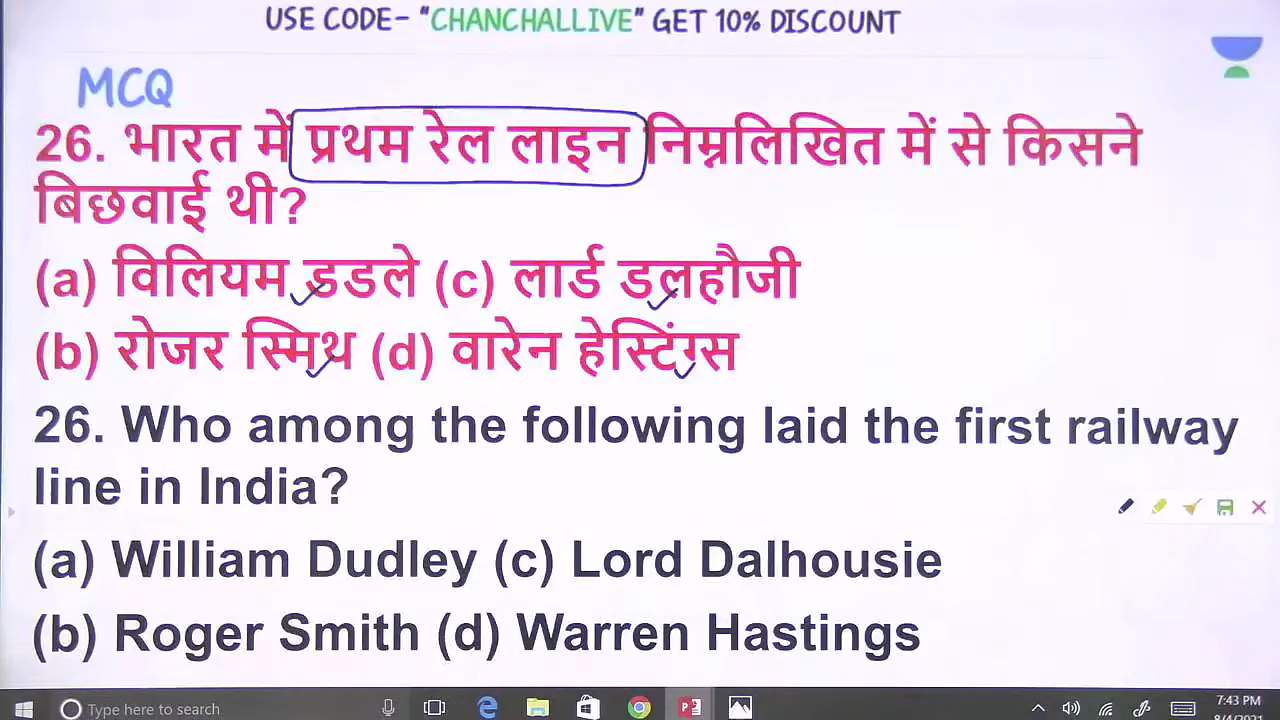 USE CODE- "CHANCHALLIVE" GET 10% DISCOUNT
MCQ
26. भारत में प्रथम रेल लाइन निम्नलिखित में से किसने
बिछवाई थी?
(a) विलियम डडले (c) लार्ड डलहौजी
(b) रोजर स्मिथ (d) वारेन हेस्टिंग्स
26. Who among the following laid the first railway
line in India?
(a) William Dudley (c) Lord Dalhousie
(b) Roger Smith (d) Warren Hastings
Type here to search
7:43 PM